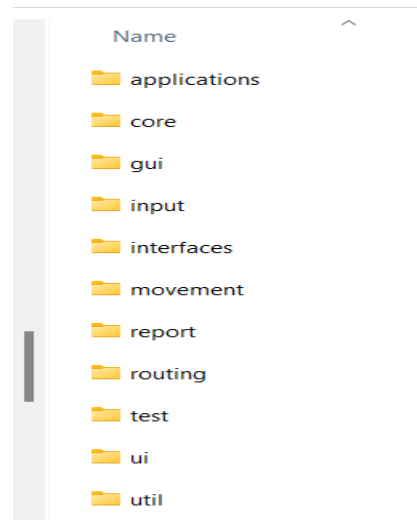 Name
applications
core
gui
input
interfaces
movement
report
routing
test
ui
util